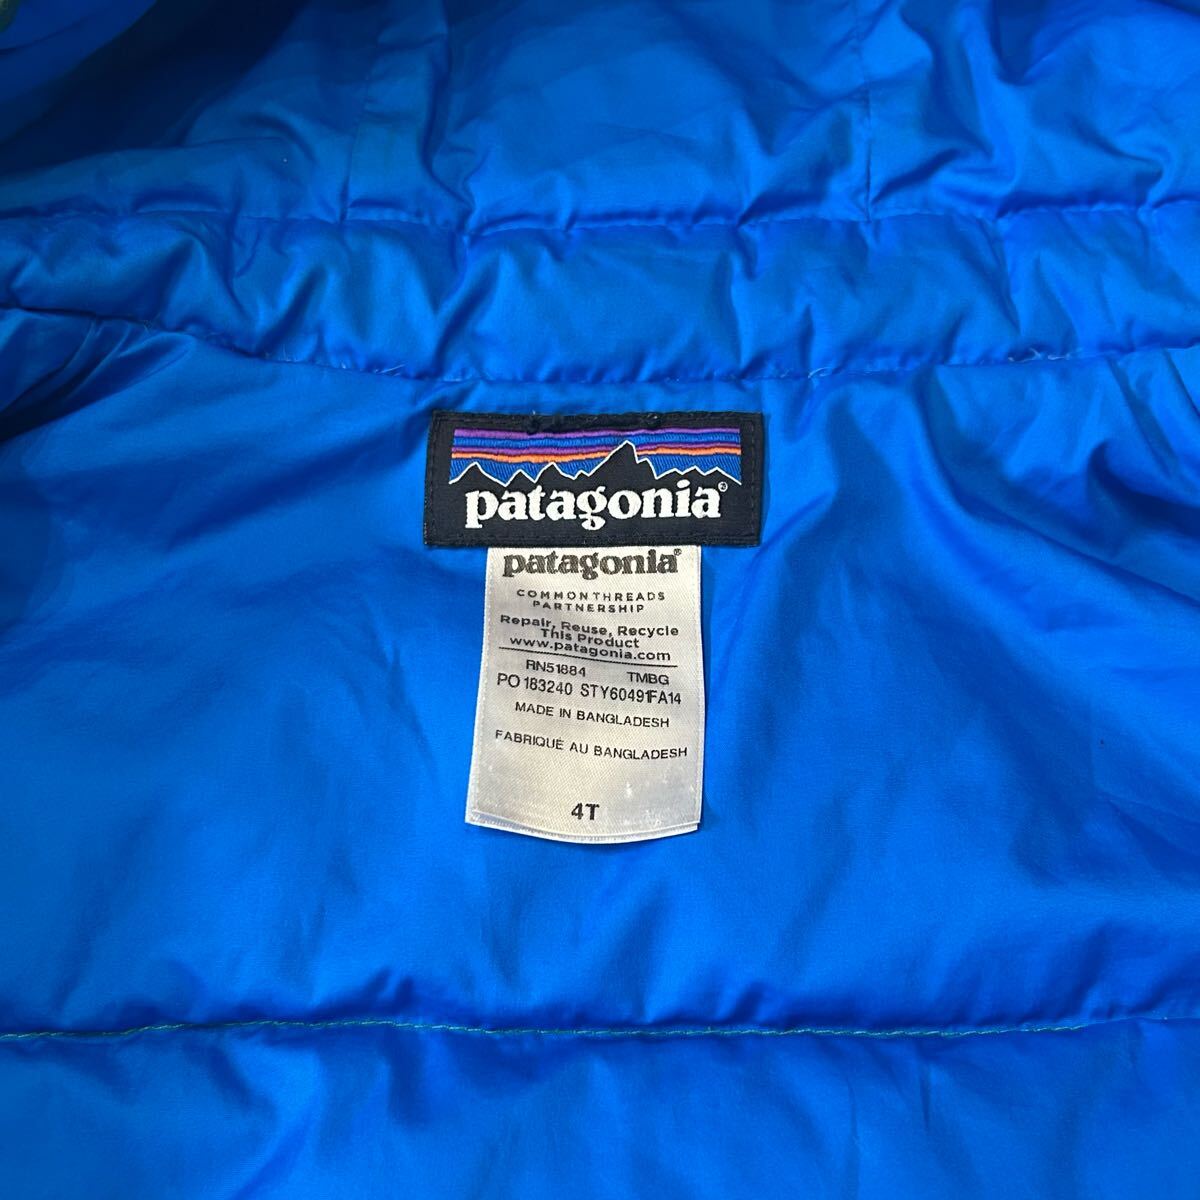 patagonia®
patagonia®
COMMONTHREADS
PARTNERSHIP
Repair, Reuse, Recycle
This Product
www.patagonia.com
RN51884 TMBG
PO 183240 STY60491FA14
MADE IN BANGLADESH
FABRIQUÉ AU BANGLADESH
4T